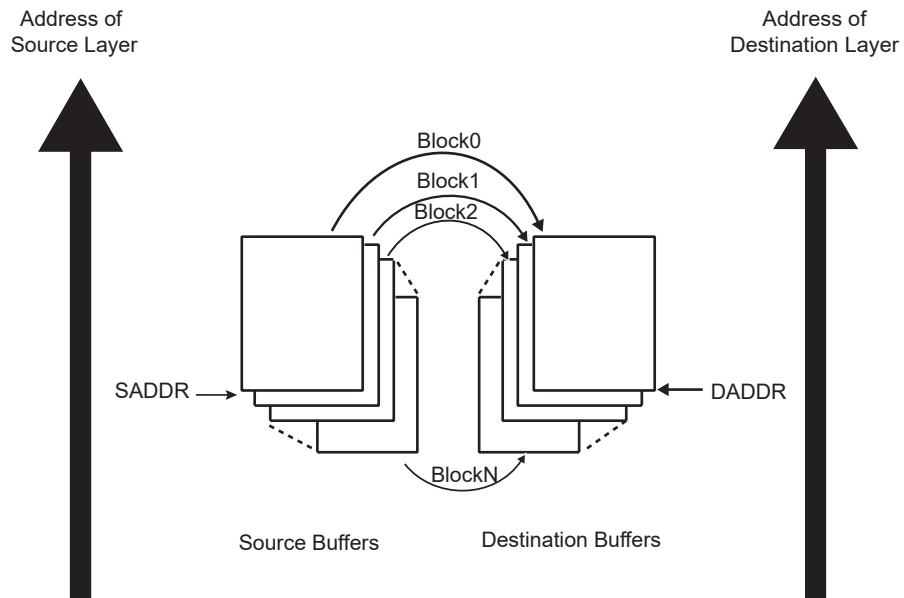 Address of
Source Layer
Address of
Destination Layer
Block0
Block1
Block2
SADDR
DADDR
BlockN
Source Buffers
Destination Buffers